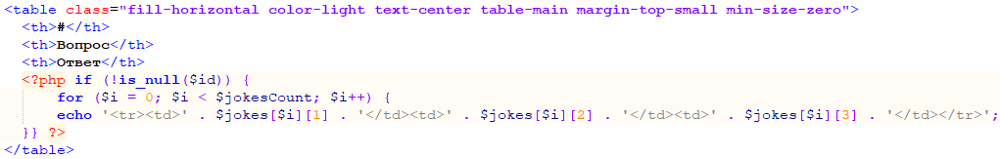 <table class="fill-horizontal color-light text-center table-main margin-top-small min-size-zero">
<th>#</th>
<th>Вопрос</th>
<th>Ответ</th>
<?php if (!is_null($id)) {
for ($i = 0; $i < $jokesCount; $i++) {
echo '<tr><td>' . $jokes[$i][1] . '</td><td>' . $jokes[$i][2] . '</td><td>' . $jokes[$i][3] . '</td></tr>';
}} ?>
</table>